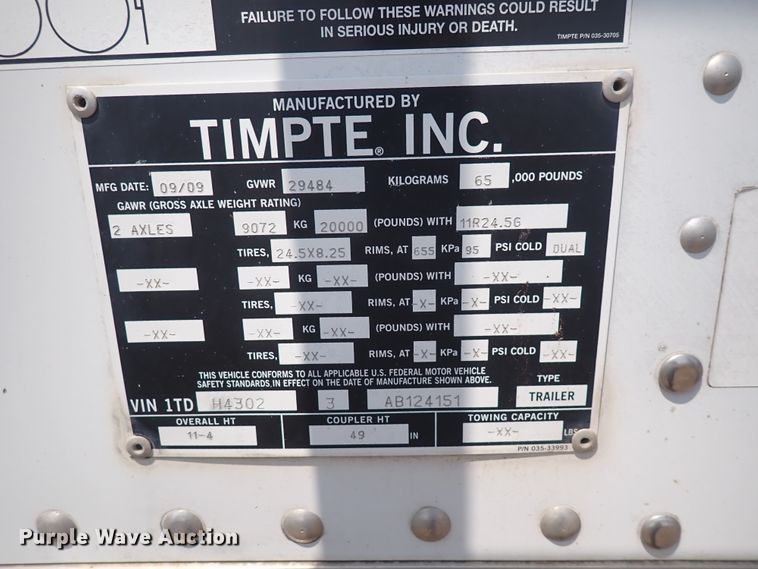 FAILURE TO FOLLOW THESE WARNINGS COULD RESULT
IN SERIOUS INJURY OR DEATH.
TIMPTE P/N 035-30705
MANUFACTURED BY
TIMPTE® INC.
MFG DATE: 09/09 GVWR 29484 KILOGRAMS 65 ,000 POUNDS
GAWR (GROSS AXLE WEIGHT RATING)
2 AXLES 9072 KG 20000 (POUNDS) WITH 11R24.5G
TIRES, 24.5X8.25 RIMS, AT 655 KPa 95 PSI COLD DUAL
-XX- -XX- KG -XX- (POUNDS) WITH -XX-
TIRES, -XX- RIMS, AT -X- KPa -X- PSI COLD -XX-
-XX- -XX- KG -XX- (POUNDS) WITH -XX-
TIRES, -XX- RIMS, AT -X- KPa -X- PSI COLD -XX-
THIS VEHICLE CONFORMS TO ALL APPLICABLE U.S. FEDERAL MOTOR VEHICLE
SAFETY STANDARDS IN EFFECT ON THE DATE OF MANUFACTURE SHOWN ABOVE.
TYPE
VIN 1TD H4302 3 AB124151 TRAILER
OVERALL HT COUPLER HT TOWING CAPACITY
11-4 49 IN -XX- LBS
P/N 035-33993
Purple Wave Auction